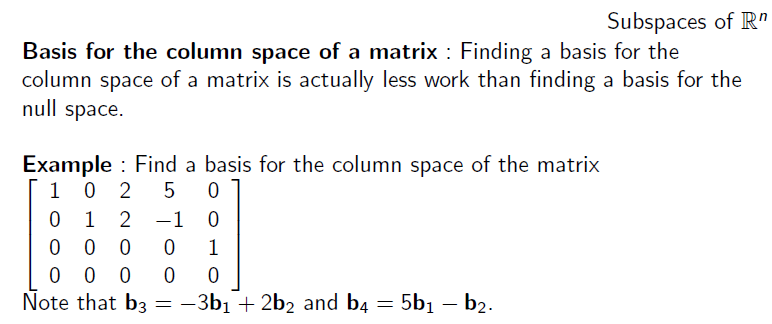 Subspaces of ℝⁿ
Basis for the column space of a matrix : Finding a basis for the
column space of a matrix is actually less work than finding a basis for the
null space.
Example : Find a basis for the column space of the matrix
1 0 2 5 0
0 1 2 −1 0
0 0 0 0 1
0 0 0 0 0
Note that b₃ = −3b₁ + 2b₂ and b₄ = 5b₁ − b₂.